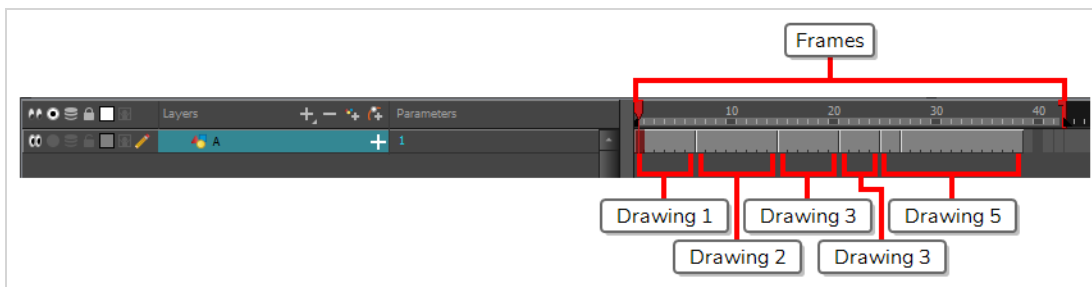 Frames
Layers
Parameters
10 20 30 40
A
1
Drawing 1 Drawing 3 Drawing 5
Drawing 2 Drawing 3